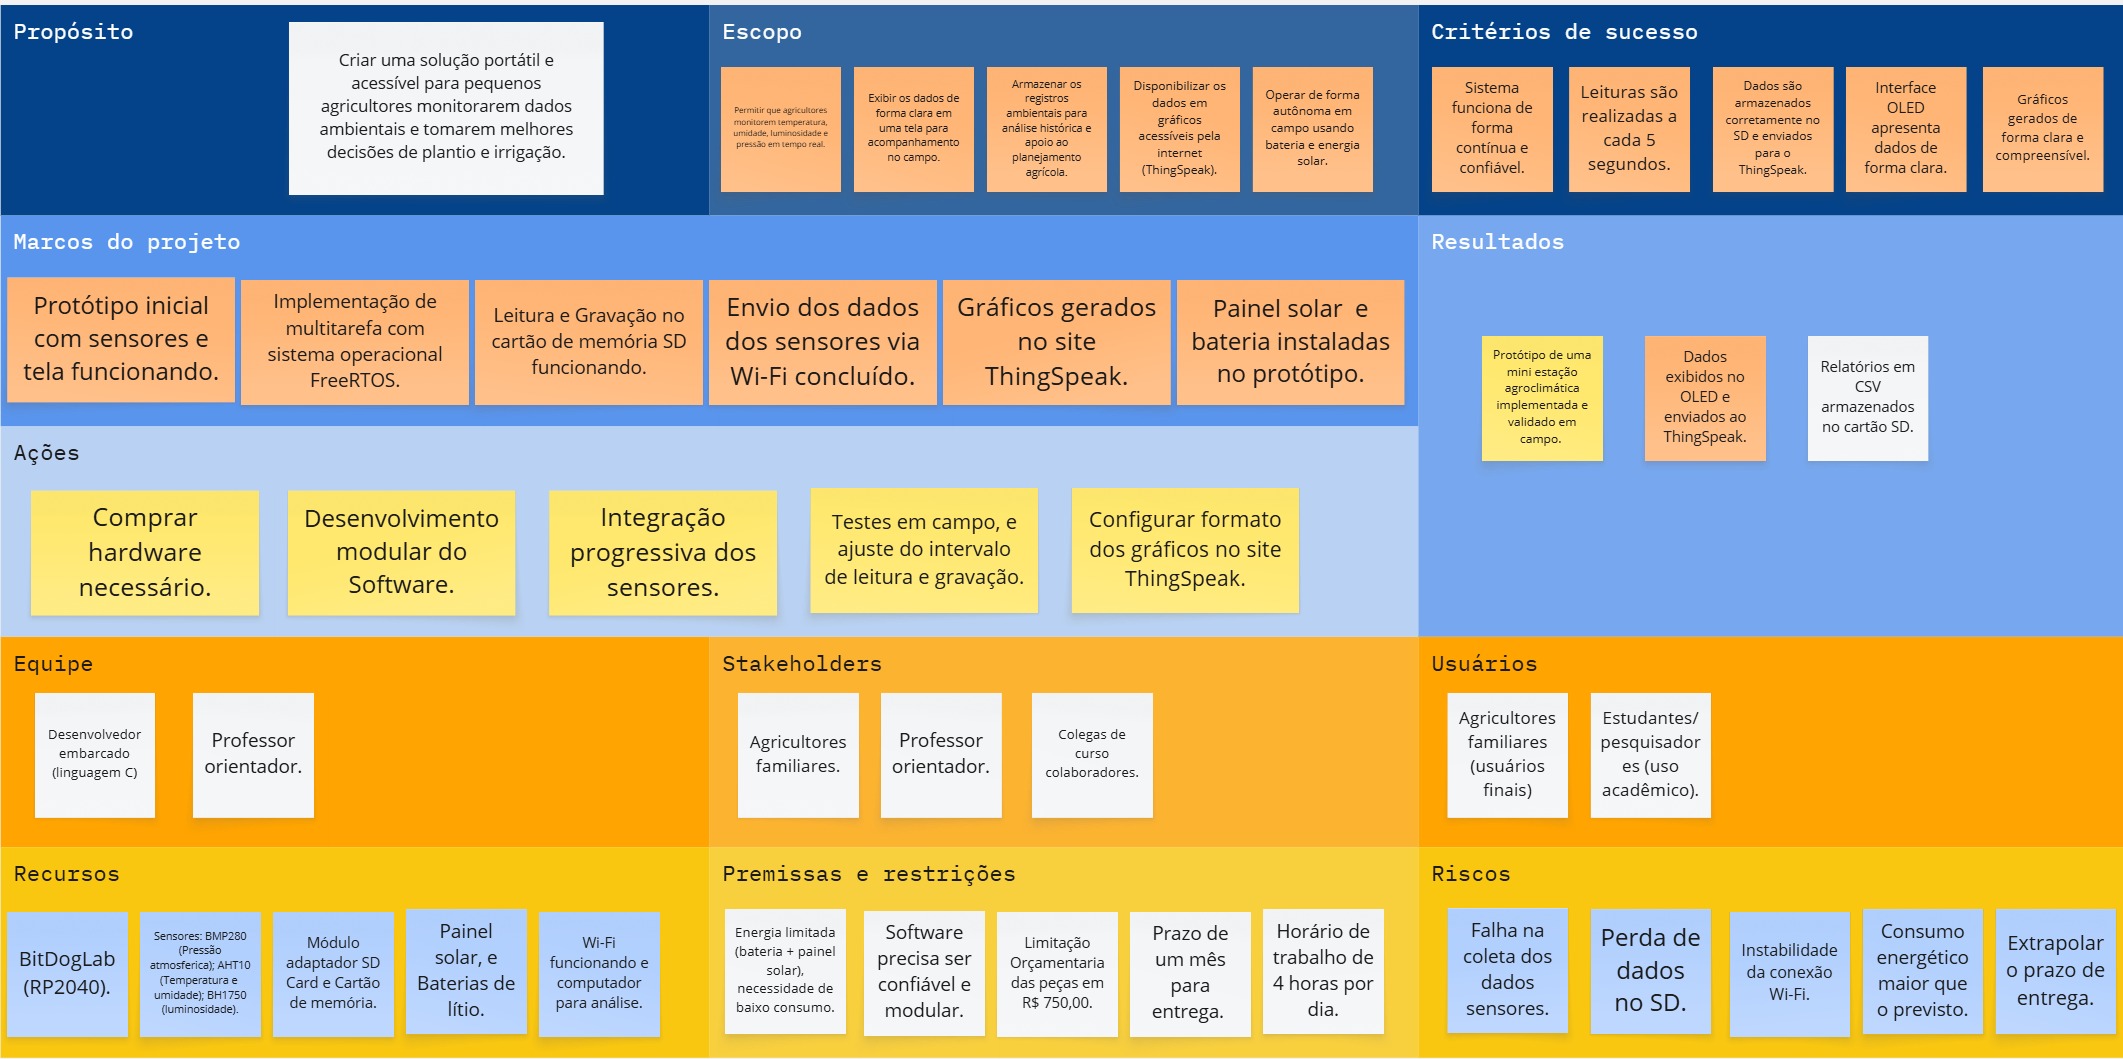 Propósito
Criar uma solução portátil e
acessível para pequenos
agricultores monitorarem dados
ambientais e tomarem melhores
decisões de plantio e irrigação.
Escopo
Permitir que agricultores
monitorem temperatura,
umidade, luminosidade e
pressão em tempo real.
Exibir os dados de
forma clara em
uma tela para
acompanhamento
no campo.
Armazenar os
registros
ambientais para
análise histórica e
apoio ao
planejamento
agrícola.
Disponibilizar os
dados em
gráficos
acessíveis pela
internet
(ThingSpeak).
Operar de forma
autônoma em
campo usando
bateria e energia
solar.
Critérios de sucesso
Sistema
funciona de
forma
contínua e
confiável.
Leituras são
realizadas a
cada 5
segundos.
Dados são
armazenados
corretamente no
SD e enviados
para o
ThingSpeak.
Interface
OLED
apresenta
dados de
forma clara.
Gráficos
gerados de
forma clara e
compreensível.
Marcos do projeto
Protótipo inicial
com sensores e
tela funcionando.
Implementação de
multitarefa com
sistema operacional
FreeRTOS.
Leitura e Gravação no
cartão de memória SD
funcionando.
Envio dos dados
dos sensores via
Wi-Fi concluído.
Gráficos gerados
no site
ThingSpeak.
Painel solar e
bateria instaladas
no protótipo.
Resultados
Protótipo de uma
mini estação
agroclimática
implementada e
validado em
campo.
Dados
exibidos no
OLED e
enviados ao
ThingSpeak.
Relatórios em
CSV
armazenados
no cartão SD.
Ações
Comprar
hardware
necessário.
Desenvolvimento
modular do
Software.
Integração
progressiva dos
sensores.
Testes em campo, e
ajuste do intervalo
de leitura e gravação.
Configurar formato
dos gráficos no site
ThingSpeak.
Equipe
Desenvolvedor
embarcado
(linguagem C)
Professor
orientador.
Stakeholders
Agricultores
familiares.
Professor
orientador.
Colegas de
curso
colaboradores.
Usuários
Agricultores
familiares
(usuários
finais)
Estudantes/
pesquisador
es (uso
acadêmico).
Recursos
BitDogLab
(RP2040).
Sensores: BMP280
(Pressão
atmosferica); AHT10
(Temperatura e
umidade); BH1750
(luminosidade).
Módulo
adaptador SD
Card e Cartão
de memória.
Painel
solar, e
Baterias de
lítio.
Wi-Fi
funcionando e
computador
para análise.
Premissas e restrições
Energia limitada
(bateria + painel
solar),
necessidade de
baixo consumo.
Software
precisa ser
confiável e
modular.
Limitação
Orçamentaria
das peças em
R$ 750,00.
Prazo de
um mês
para
entrega.
Horário de
trabalho de
4 horas por
dia.
Riscos
Falha na
coleta dos
dados
sensores.
Perda de
dados
no SD.
Instabilidade
da conexão
Wi-Fi.
Consumo
energético
maior que
o previsto.
Extrapolar
o prazo de
entrega.